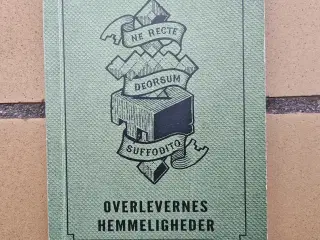 NE RECTE
DEORSUM
SUFFODITO
OVERLEVERNES
HEMMELIGHEDER